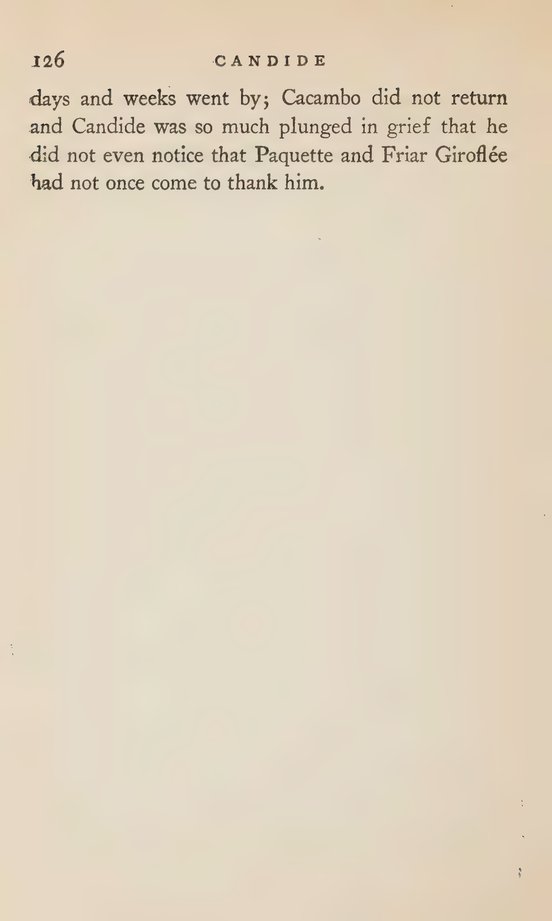 126 CANDIDE
days and weeks went by; Cacambo did not return
and Candide was so much plunged in grief that he
did not even notice that Paquette and Friar Giroflée
had not once come to thank him.